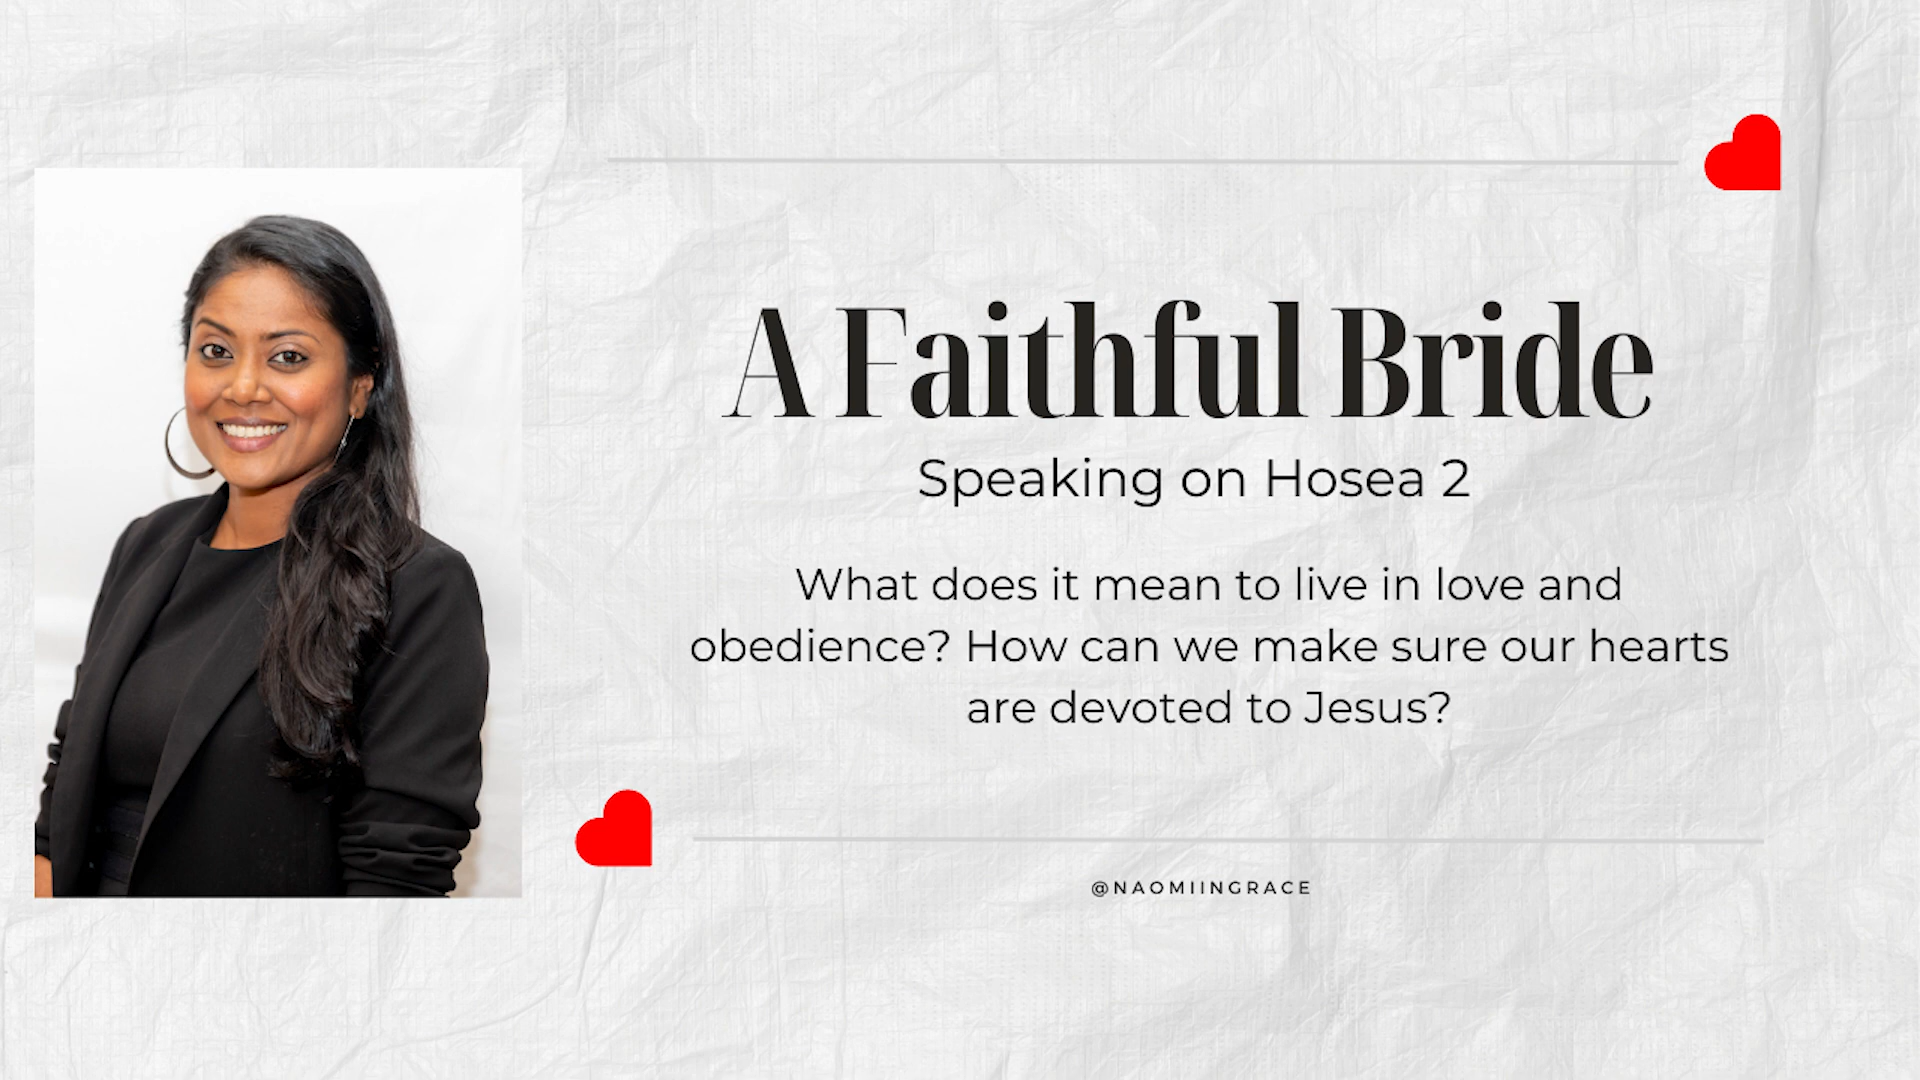 A Faithful Bride
Speaking on Hosea 2
What does it mean to live in love and
obedience? How can we make sure our hearts
are devoted to Jesus?
@NAOMIINGRACE